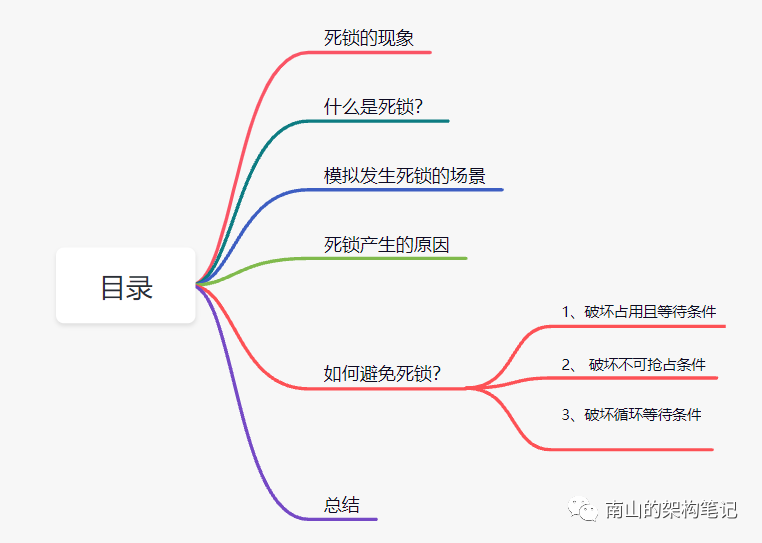 死锁的现象
什么是死锁？
模拟发生死锁的场景
死锁产生的原因
目录
如何避免死锁？
1、破坏占用且等待条件
2、 破坏不可抢占条件
3、破坏循环等待条件
总结
南山的架构笔记